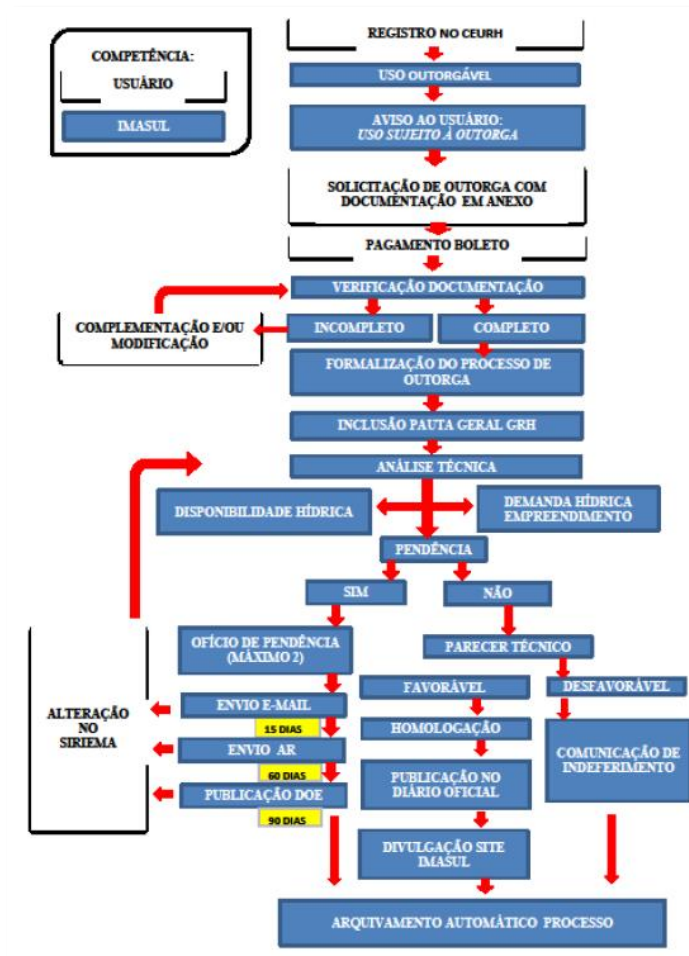 COMPETÊNCIA:
USUÁRIO
IMASUL
REGISTRO NO CEURH
USO OUTORGÁVEL
AVISO AO USUÁRIO:
USO SUJEITO À OUTORGA
SOLICITAÇÃO DE OUTORGA COM
DOCUMENTAÇÃO EM ANEXO
PAGAMENTO BOLETO
VERIFICAÇÃO DOCUMENTAÇÃO
COMPLEMENTAÇÃO E/OU
MODIFICAÇÃO
INCOMPLETO
COMPLETO
FORMALIZAÇÃO DO PROCESSO DE
OUTORGA
INCLUSÃO PAUTA GERAL GRH
ANÁLISE TÉCNICA
DISPONIBILIDADE HÍDRICA
DEMANDA HÍDRICA
EMPREENDIMENTO
PENDÊNCIA
SIM
NÃO
OFÍCIO DE PENDÊNCIA
(MÁXIMO 2)
PARECER TÉCNICO
ENVIO E-MAIL
15 DIAS
ENVIO AR
60 DIAS
PUBLICAÇÃO DOE
90 DIAS
ALTERAÇÃO
NO
SIRIEMA
FAVORÁVEL
DESFAVORÁVEL
HOMOLOGAÇÃO
PUBLICAÇÃO NO
DIÁRIO OFICIAL
COMUNICAÇÃO DE
INDEFERIMENTO
DIVULGAÇÃO SITE
IMASUL
ARQUIVAMENTO AUTOMÁTICO PROCESSO